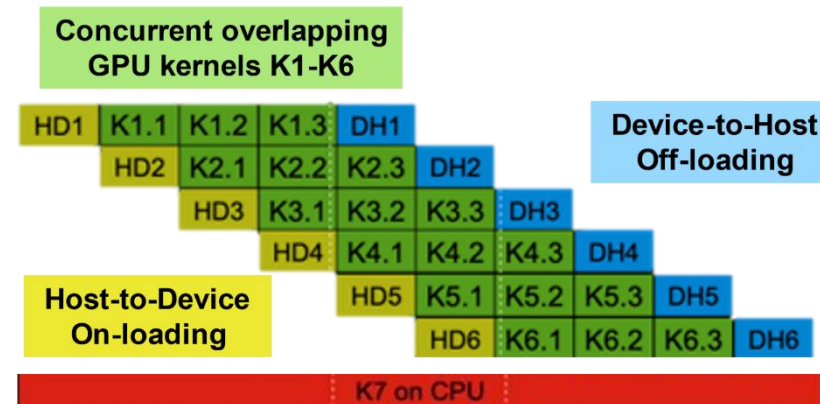 Concurrent overlapping
GPU kernels K1-K6
HD1 K1.1 K1.2 K1.3 DH1
Device-to-Host
Off-loading
HD2 K2.1 K2.2 K2.3 DH2
HD3 K3.1 K3.2 K3.3 DH3
HD4 K4.1 K4.2 K4.3 DH4
Host-to-Device
On-loading
HD5 K5.1 K5.2 K5.3 DH5
HD6 K6.1 K6.2 K6.3 DH6
K7 on CPU